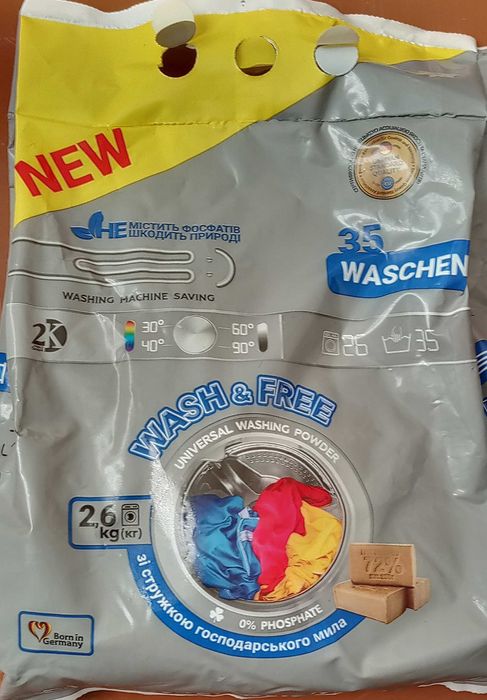 NEW
НЕ МІСТИТЬ ФОСФАТІВ
ШКОДИТЬ ПРИРОДІ
35
WASCHEN
WASHING MACHINE SAVING
2K
30° 60°
40° 90°
26 35
WASH & FREE
UNIVERSAL WASHING POWDER
2,6
kg (кг)
72%
0% PHOSPHATE
зі стружкою господарського мила
Born in
Germany